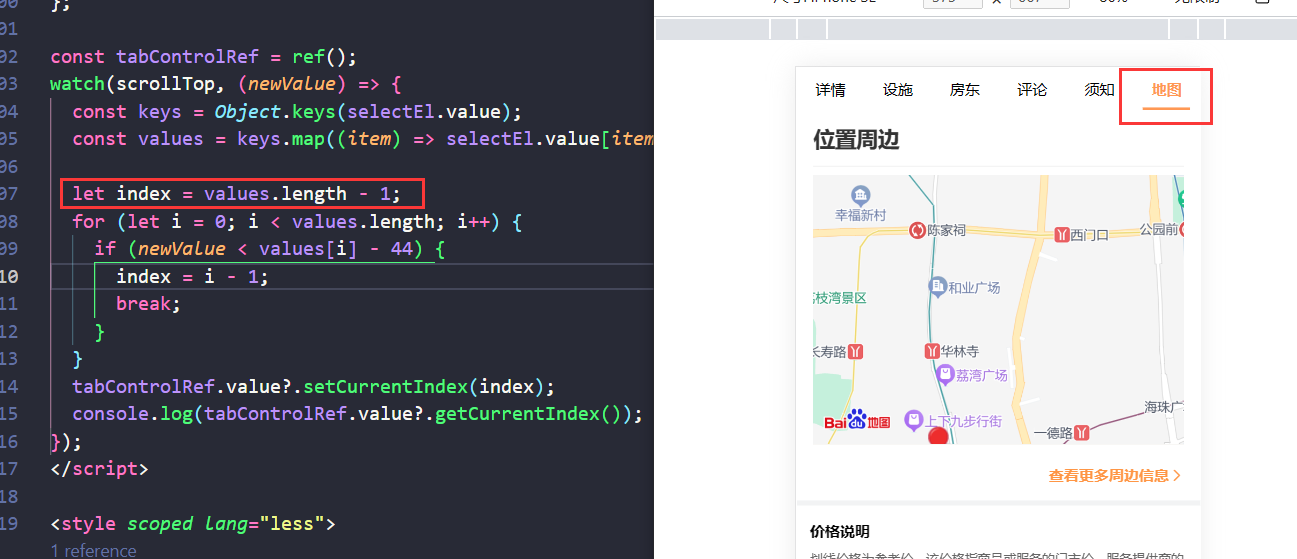 };
01
02 const tabControlRef = ref();
03 watch(scrollTop, (newValue) => {
04 const keys = Object.keys(selectEl.value);
05 const values = keys.map((item) => selectEl.value[item
06
07 let index = values.length - 1;
08 for (let i = 0; i < values.length; i++) {
09 if (newValue < values[i] - 44) {
10 index = i - 1;
11 break;
12 }
13 }
14 tabControlRef.value?.setCurrentIndex(index);
15 console.log(tabControlRef.value?.getCurrentIndex());
16 });
17 </script>
18
19 <style scoped lang="less">
1 reference
详情 设施 房东 评论 须知 地图
位置周边
幸福新村
陈家祠
西门口
公园前
和业广场
荔枝湾景区
长寿路
华林寺
荔湾广场
海珠广
Bai du 地图
上下九步行街
一德路
查看更多周边信息 >
价格说明